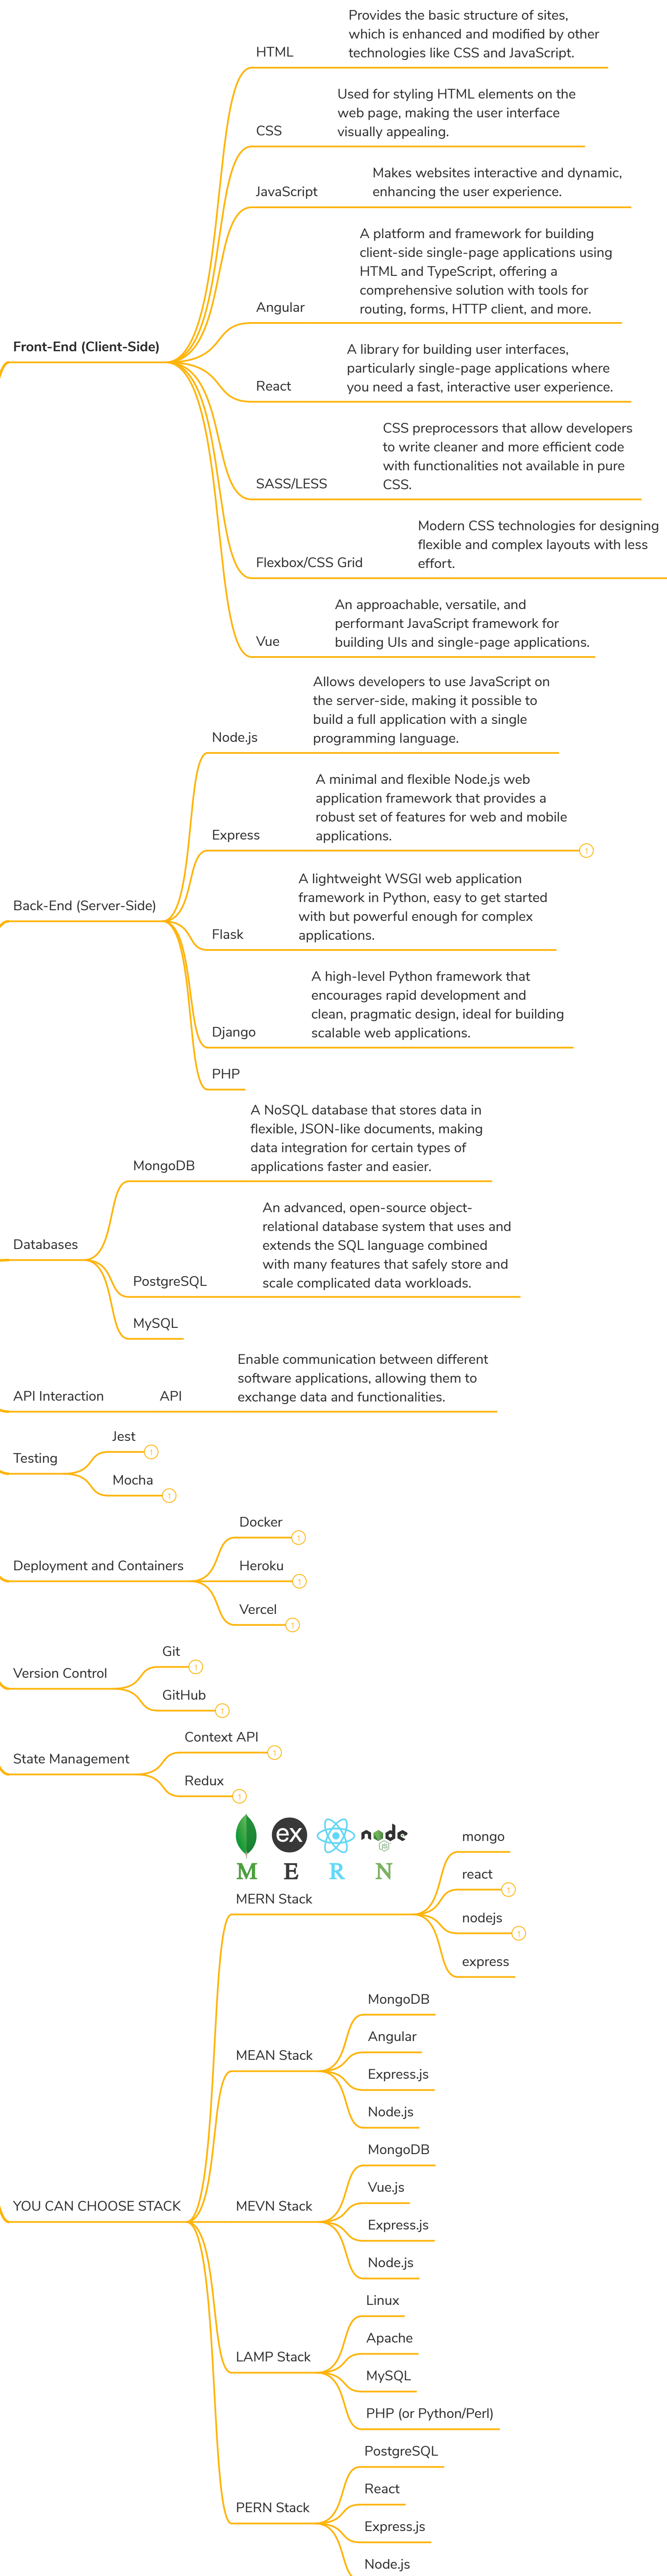 Provides the basic structure of sites,
which is enhanced and modified by other
HTML
technologies like CSS and JavaScript.
Used for styling HTML elements on the
web page, making the user interface
CSS
visually appealing.
Makes websites interactive and dynamic,
JavaScript
enhancing the user experience.
A platform and framework for building
client-side single-page applications using
HTML and TypeScript, offering a
comprehensive solution with tools for
Angular
routing, forms, HTTP client, and more.
Front-End (Client-Side)
A library for building user interfaces,
particularly single-page applications where
React
you need a fast, interactive user experience.
CSS preprocessors that allow developers
to write cleaner and more efficient code
with functionalities not available in pure
SASS/LESS
CSS.
Modern CSS technologies for designing
flexible and complex layouts with less
Flexbox/CSS Grid
effort.
An approachable, versatile, and
performant JavaScript framework for
Vue
building UIs and single-page applications.
Allows developers to use JavaScript on
the server-side, making it possible to
build a full application with a single
Node.js
programming language.
A minimal and flexible Node.js web
application framework that provides a
robust set of features for web and mobile
Express
applications.
1
Back-End (Server-Side)
A lightweight WSGI web application
framework in Python, easy to get started
with but powerful enough for complex
Flask
applications.
A high-level Python framework that
encourages rapid development and
clean, pragmatic design, ideal for building
Django
scalable web applications.
PHP
A NoSQL database that stores data in
flexible, JSON-like documents, making
data integration for certain types of
MongoDB
applications faster and easier.
Databases
An advanced, open-source object-
relational database system that uses and
extends the SQL language combined
with many features that safely store and
PostgreSQL
scale complicated data workloads.
MySQL
Enable communication between different
software applications, allowing them to
API Interaction
API
exchange data and functionalities.
Testing
Jest
1
Mocha
1
Deployment and Containers
Docker
1
Heroku
1
Vercel
1
Version Control
Git
1
GitHub
1
State Management
Context API
1
Redux
1
ex
node
JS
M E R N
YOU CAN CHOOSE STACK
MERN Stack
mongo
react
1
nodejs
1
express
MEAN Stack
MongoDB
Angular
Express.js
Node.js
MEVN Stack
MongoDB
Vue.js
Express.js
Node.js
LAMP Stack
Linux
Apache
MySQL
PHP (or Python/Perl)
PERN Stack
PostgreSQL
React
Express.js
Node.js